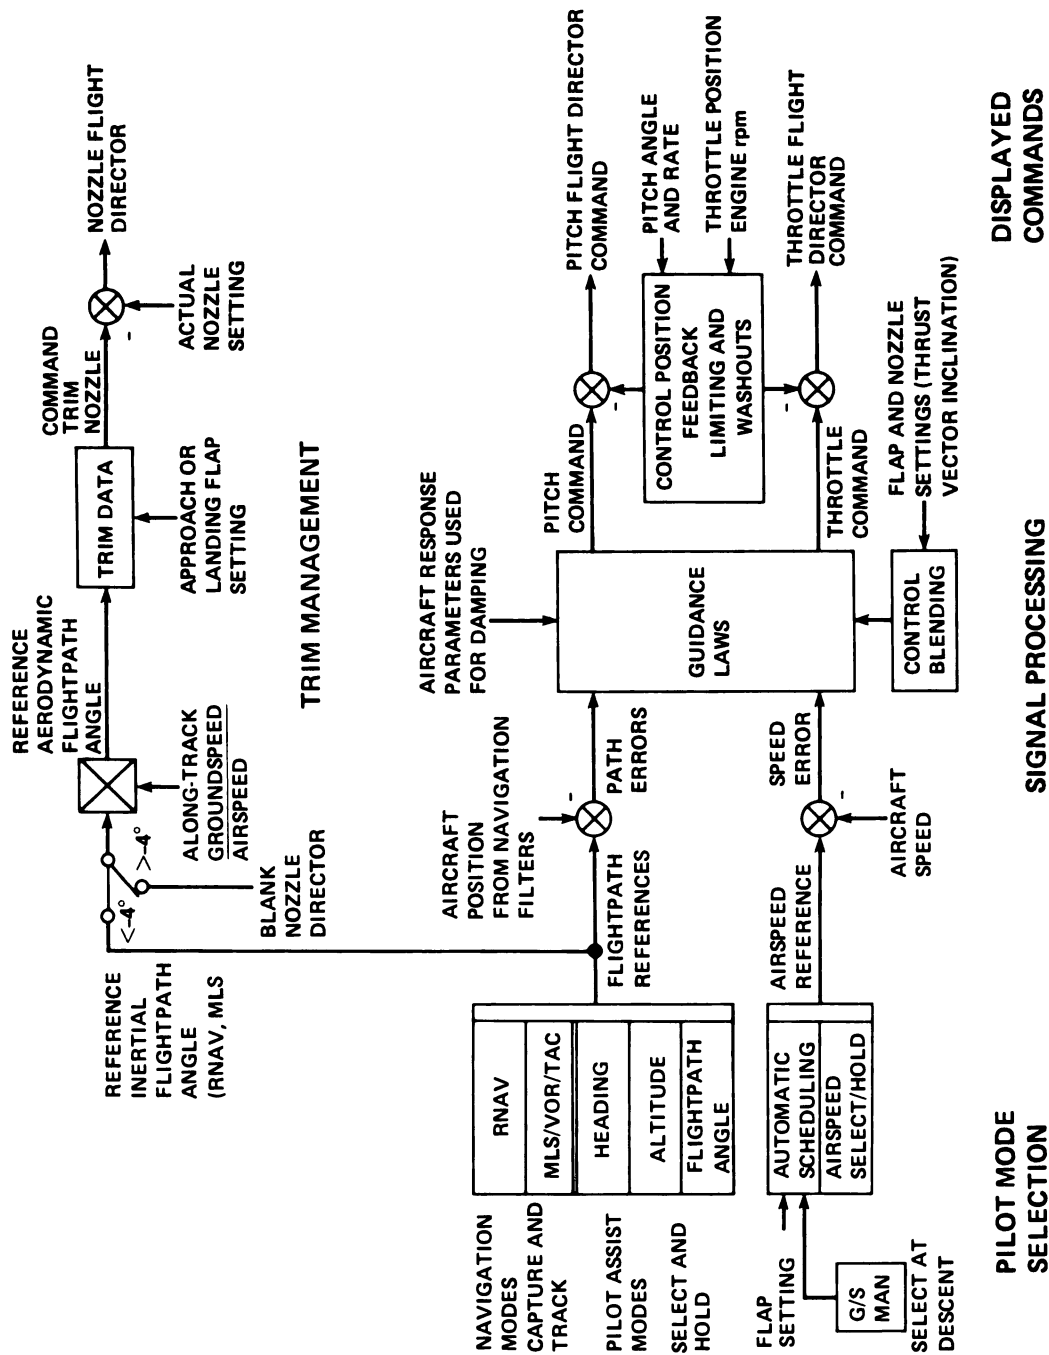 REFERENCE
INERTIAL
FLIGHTPATH
ANGLE
(RNAV, MLS
<-4°
>-4°
BLANK
NOZZLE
DIRECTOR
REFERENCE
AERODYNAMIC
FLIGHTPATH
ANGLE
ALONG-TRACK
GROUNDSPEED
AIRSPEED
TRIM DATA
APPROACH OR
LANDING FLAP
SETTING
COMMAND
TRIM
NOZZLE
-
ACTUAL
NOZZLE
SETTING
NOZZLE FLIGHT
DIRECTOR
TRIM MANAGEMENT
NAVIGATION
MODES
CAPTURE AND
TRACK
PILOT ASSIST
MODES
SELECT AND
HOLD
RNAV
MLS/VOR/TAC
HEADING
ALTITUDE
FLIGHTPATH
ANGLE
FLIGHTPATH
REFERENCES
AIRCRAFT
POSITION
FROM NAVIGATION
FILTERS
-
PATH
ERRORS
AIRCRAFT RESPONSE
PARAMETERS USED
FOR DAMPING
GUIDANCE
LAWS
PITCH
COMMAND
-
PITCH FLIGHT DIRECTOR
COMMAND
CONTROL POSITION
FEEDBACK
LIMITING AND
WASHOUTS
PITCH ANGLE
AND RATE
THROTTLE POSITION
ENGINE rpm
FLAP
SETTING
G/S
MAN
SELECT AT
DESCENT
AUTOMATIC
SCHEDULING
AIRSPEED
SELECT/HOLD
AIRSPEED
REFERENCE
-
AIRCRAFT
SPEED
SPEED
ERROR
CONTROL
BLENDING
FLAP AND NOZZLE
SETTINGS (THRUST
VECTOR INCLINATION)
THROTTLE
COMMAND
-
THROTTLE FLIGHT
DIRECTOR
COMMAND
PILOT MODE
SELECTION
SIGNAL PROCESSING
DISPLAYED
COMMANDS